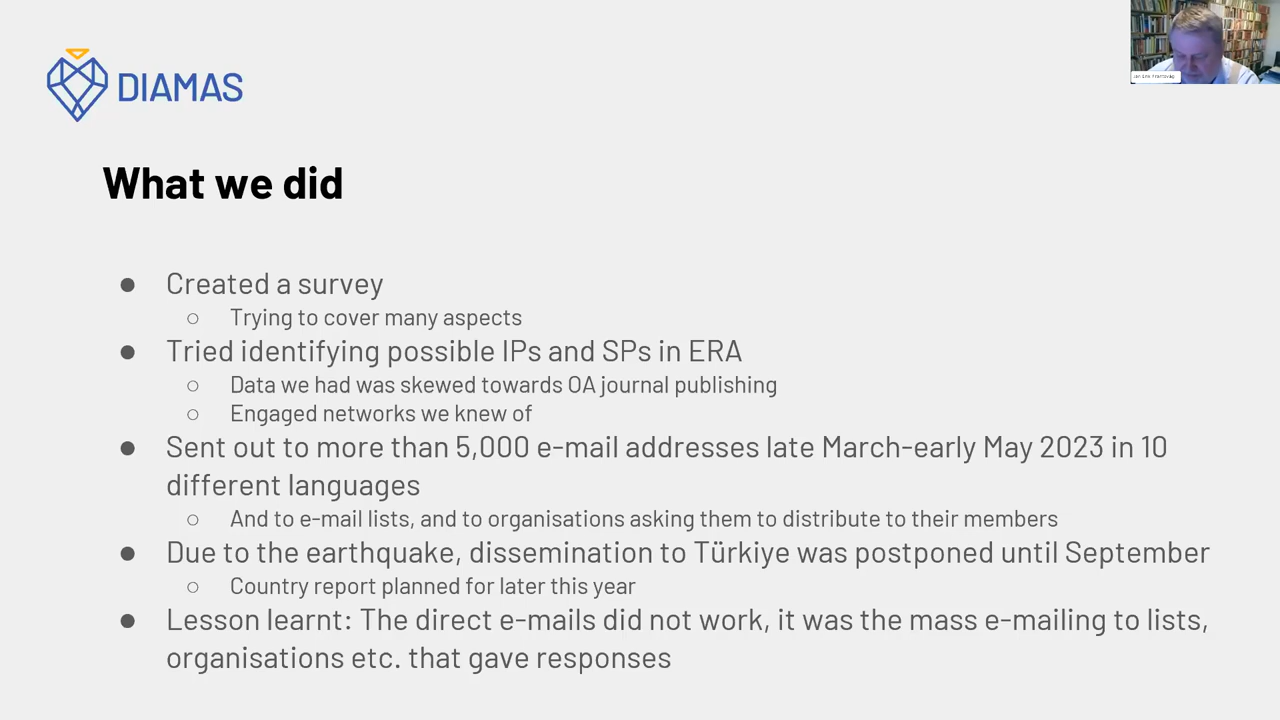 DIAMAS
What we did
● Created a survey
○ Trying to cover many aspects
● Tried identifying possible IPs and SPs in ERA
○ Data we had was skewed towards OA journal publishing
○ Engaged networks we knew of
● Sent out to more than 5,000 e-mail addresses late March-early May 2023 in 10
different languages
○ And to e-mail lists, and to organisations asking them to distribute to their members
● Due to the earthquake, dissemination to Türkiye was postponed until September
○ Country report planned for later this year
● Lesson learnt: The direct e-mails did not work, it was the mass e-mailing to lists,
organisations etc. that gave responses